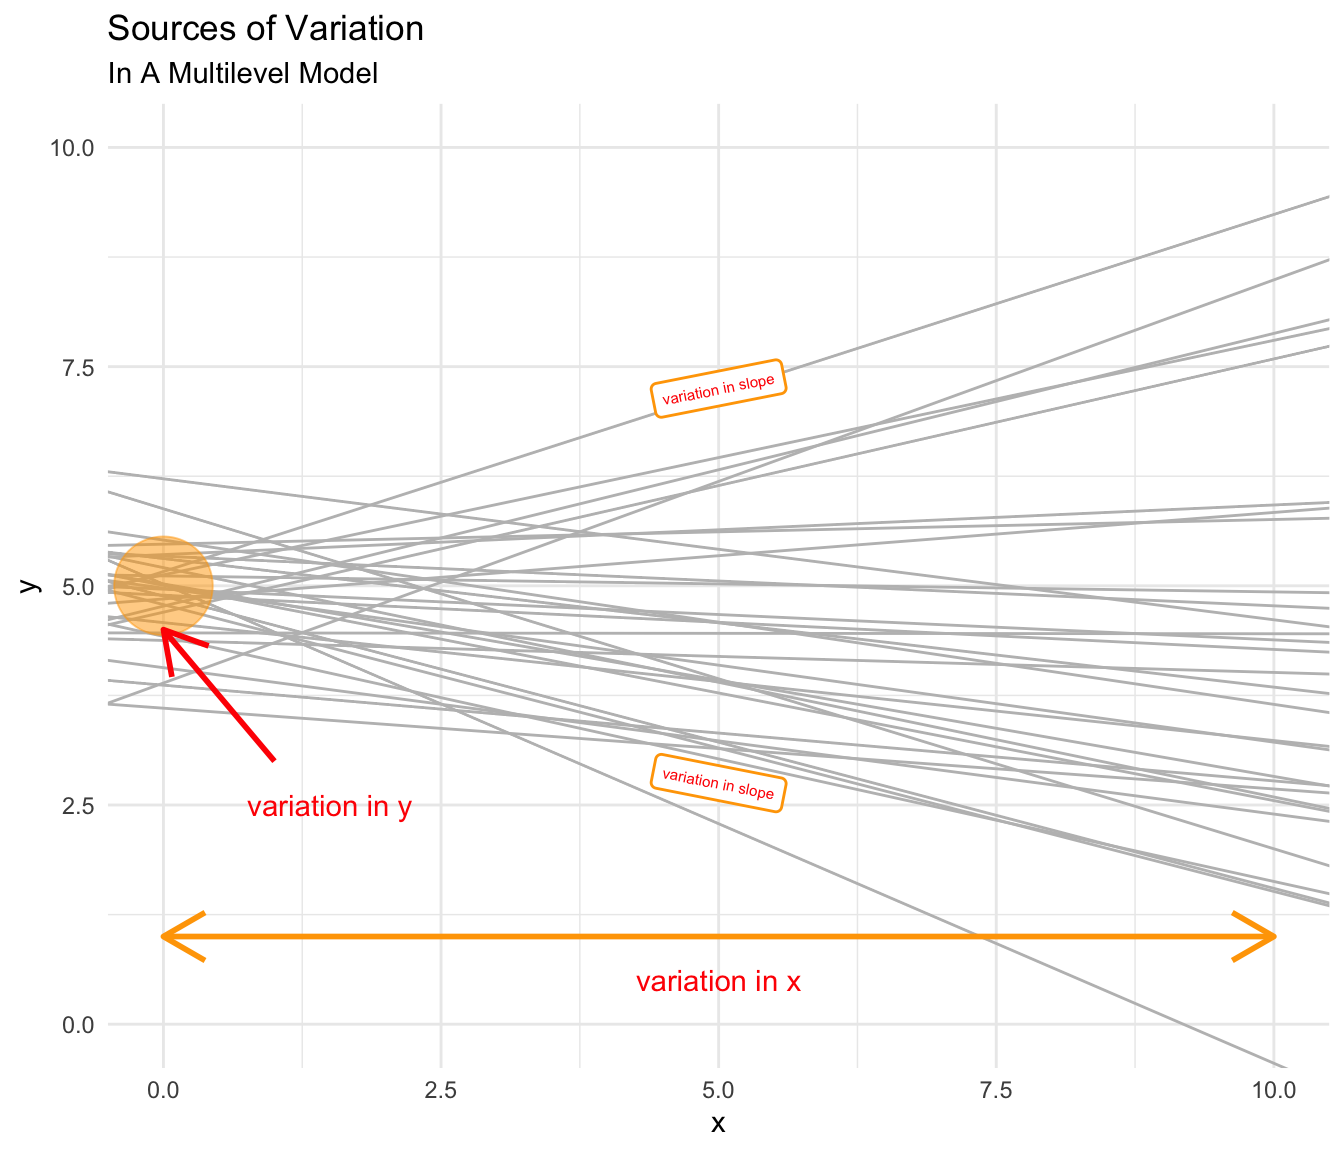 Sources of Variation
In A Multilevel Model
10.0
7.5
5.0
2.5
0.0
y
variation in slope
variation in slope
variation in y
variation in x
0.0 2.5 5.0 7.5 10.0
x